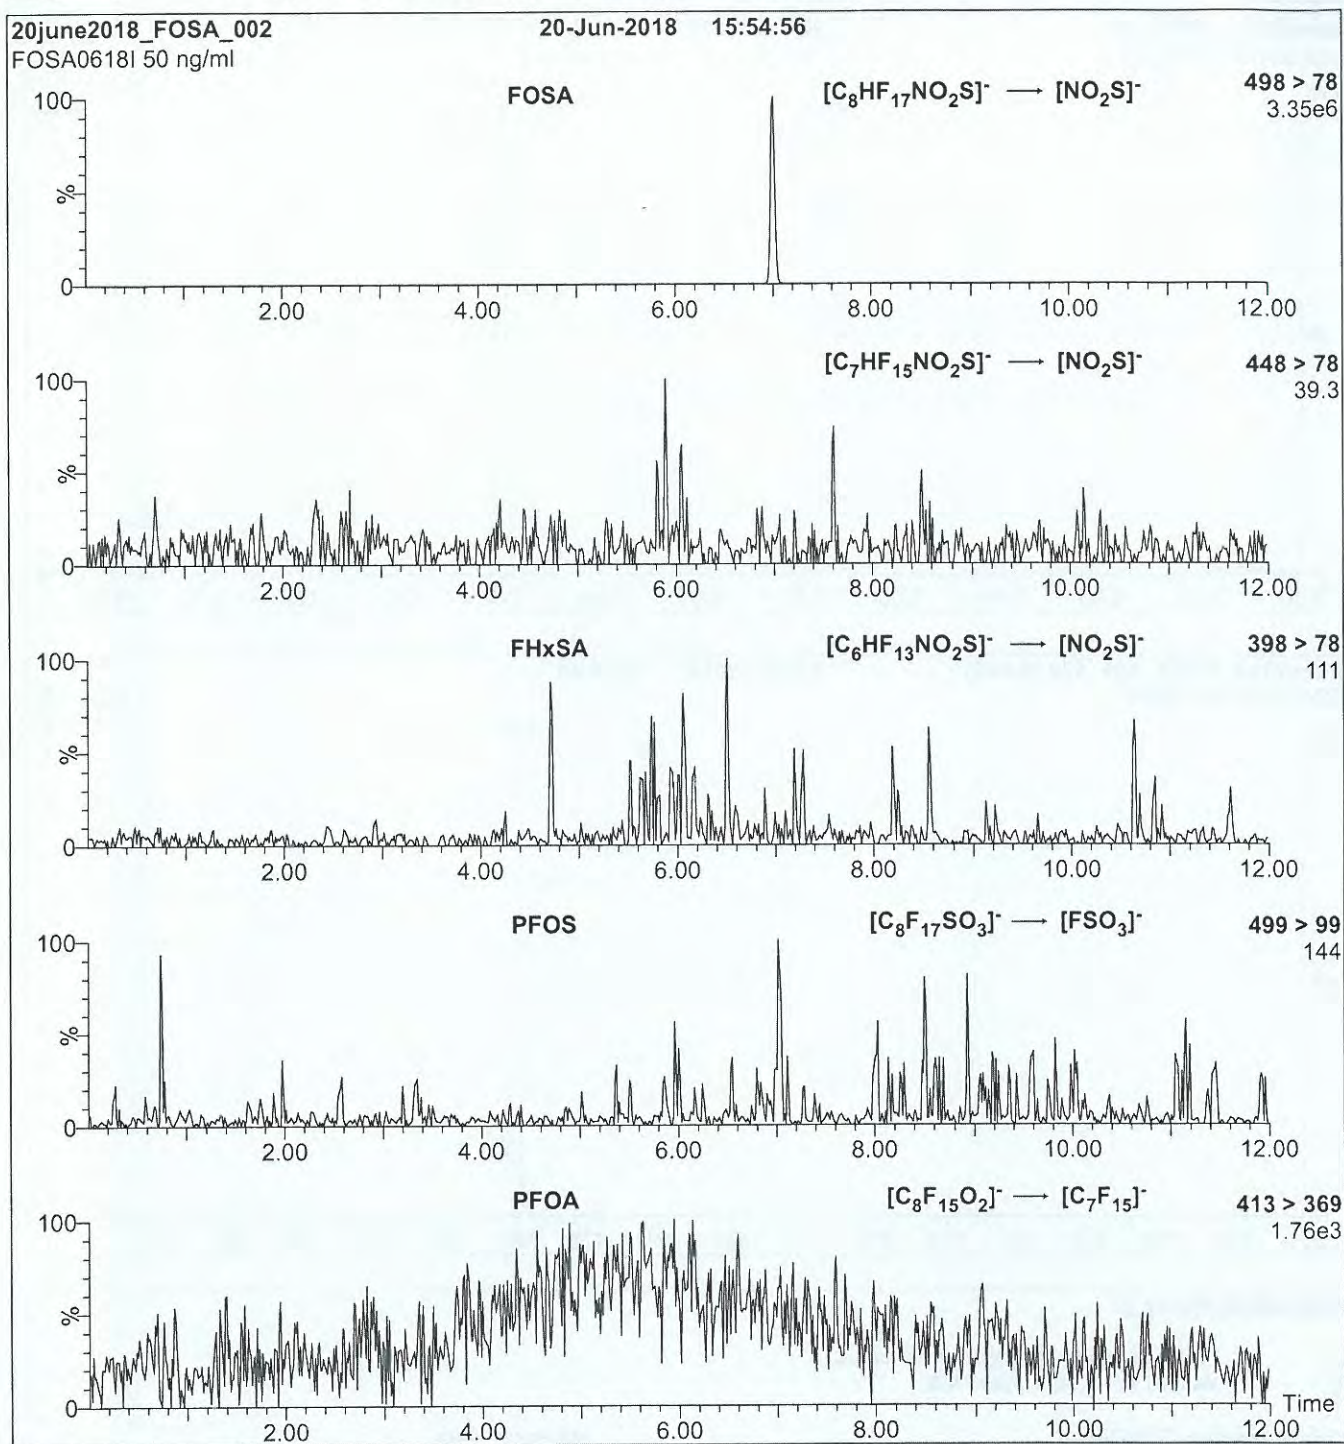 20june2018_FOSA_002 20-Jun-2018 15:54:56
FOSA0618I 50 ng/ml
FOSA [C8HF17NO2S]- → [NO2S]- 498 > 78
3.35e6
100
%
0
2.00 4.00 6.00 8.00 10.00 12.00
[C7HF15NO2S]- → [NO2S]- 448 > 78
39.3
100
%
0
2.00 4.00 6.00 8.00 10.00 12.00
FHxSA [C6HF13NO2S]- → [NO2S]- 398 > 78
111
100
%
0
2.00 4.00 6.00 8.00 10.00 12.00
PFOS [C8F17SO3]- → [FSO3]- 499 > 99
144
100
%
0
2.00 4.00 6.00 8.00 10.00 12.00
PFOA [C8F15O2]- → [C7F15]- 413 > 369
1.76e3
100
%
0
2.00 4.00 6.00 8.00 10.00 12.00 Time